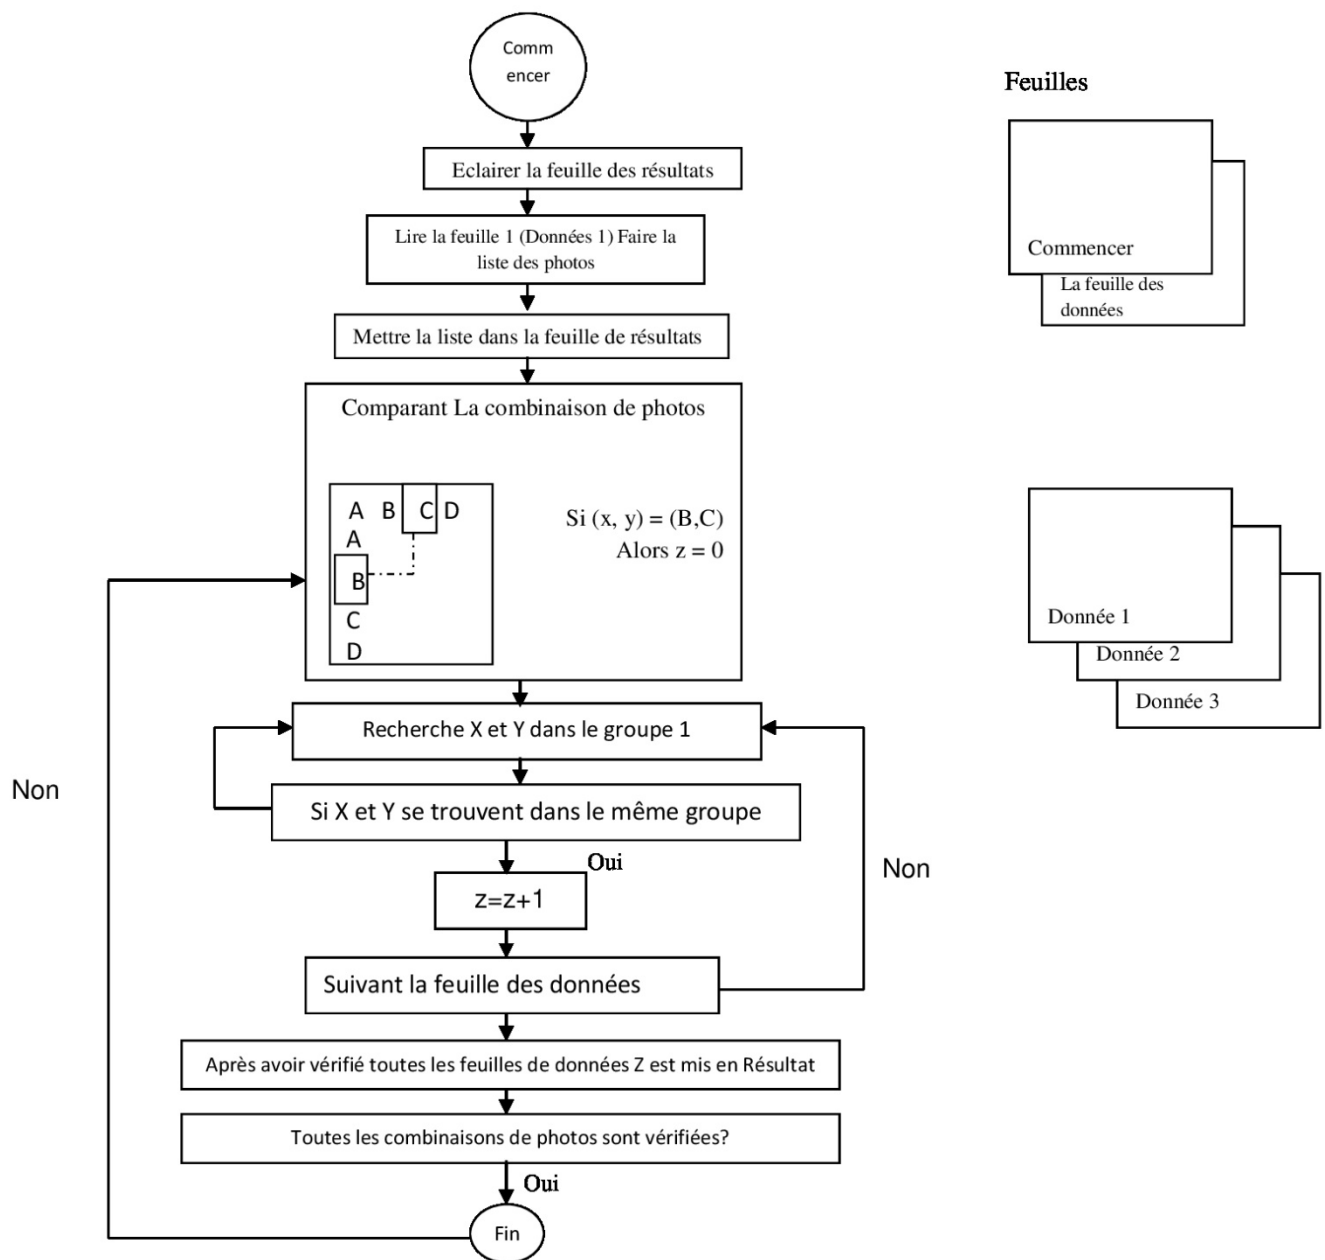 Comm
encer
Eclairer la feuille des résultats
Lire la feuille 1 (Données 1) Faire la
liste des photos
Mettre la liste dans la feuille de résultats
Comparant La combinaison de photos
A B C D
A
B
C
D
Si (x, y) = (B,C)
Alors z = 0
Recherche X et Y dans le groupe 1
Si X et Y se trouvent dans le même groupe
Oui
z=z+1
Suivant la feuille des données
Après avoir vérifié toutes les feuilles de données Z est mis en Résultat
Toutes les combinaisons de photos sont vérifiées?
Oui
Fin
Non
Non
Feuilles
Commencer
La feuille des
données
Donnée 1
Donnée 2
Donnée 3